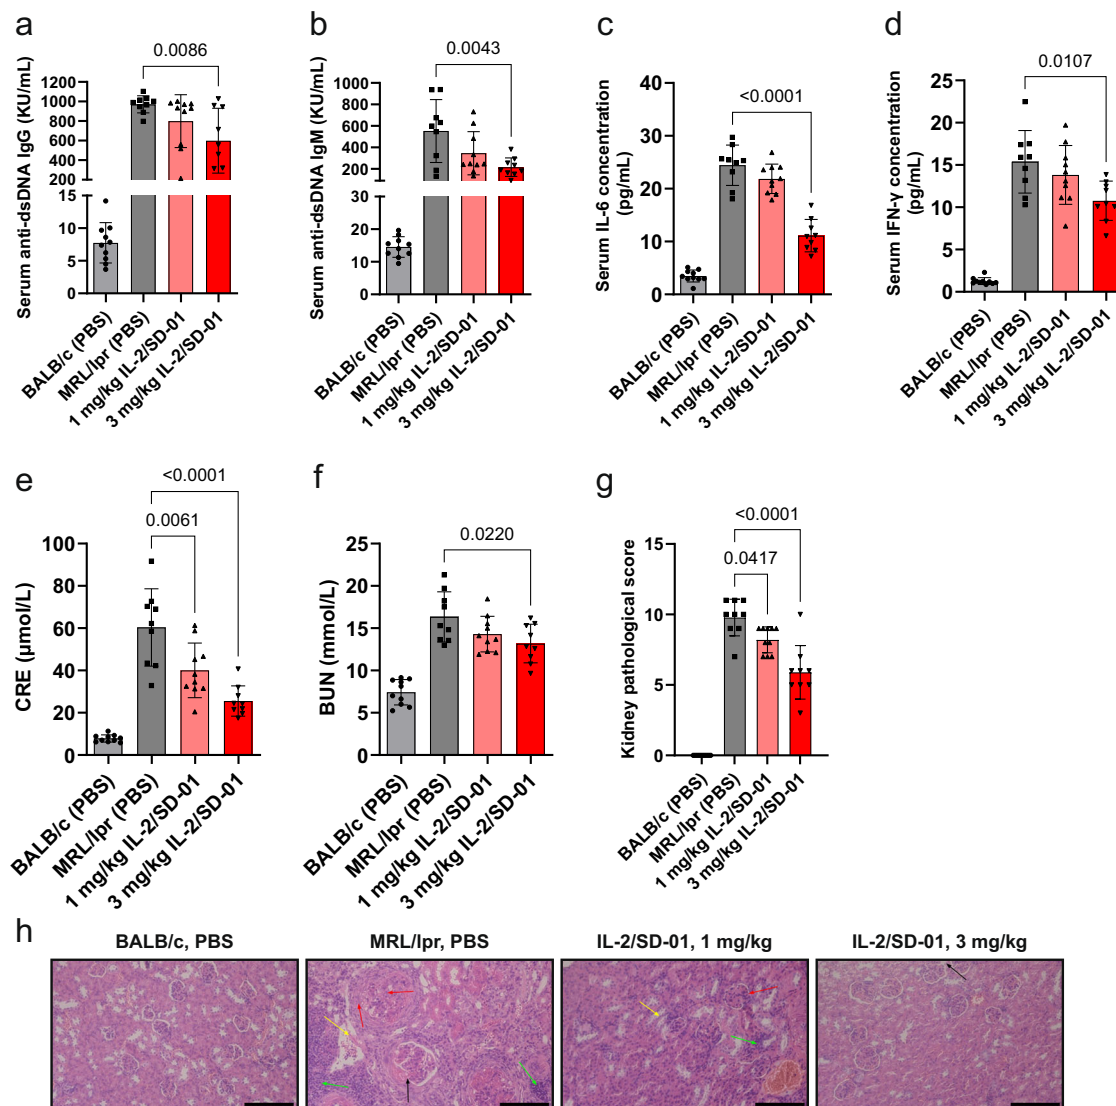 a
0.0086
Serum anti-dsDNA IgG (KU/mL)
1200
1000
800
600
400
200
15
10
5
0
BALB/c (PBS)
MRL/lpr (PBS)
1 mg/kg IL-2/SD-01
3 mg/kg IL-2/SD-01
b
0.0043
Serum anti-dsDNA IgM (KU/mL)
1000
800
600
400
200
30
20
10
0
BALB/c (PBS)
MRL/lpr (PBS)
1 mg/kg IL-2/SD-01
3 mg/kg IL-2/SD-01
c
<0.0001
Serum IL-6 concentration
(pg/mL)
40
30
20
10
0
BALB/c (PBS)
MRL/lpr (PBS)
1 mg/kg IL-2/SD-01
3 mg/kg IL-2/SD-01
d
0.0107
Serum IFN-γ concentration
(pg/mL)
25
20
15
10
5
0
BALB/c (PBS)
MRL/lpr (PBS)
1 mg/kg IL-2/SD-01
3 mg/kg IL-2/SD-01
e
<0.0001
0.0061
CRE (μmol/L)
100
80
60
40
20
0
BALB/c (PBS)
MRL/lpr (PBS)
1 mg/kg IL-2/SD-01
3 mg/kg IL-2/SD-01
f
0.0220
BUN (mmol/L)
25
20
15
10
5
0
BALB/c (PBS)
MRL/lpr (PBS)
1 mg/kg IL-2/SD-01
3 mg/kg IL-2/SD-01
g
<0.0001
0.0417
Kidney pathological score
15
10
5
0
BALB/c (PBS)
MRL/lpr (PBS)
1 mg/kg IL-2/SD-01
3 mg/kg IL-2/SD-01
h
BALB/c, PBS
MRL/lpr, PBS
IL-2/SD-01, 1 mg/kg
IL-2/SD-01, 3 mg/kg